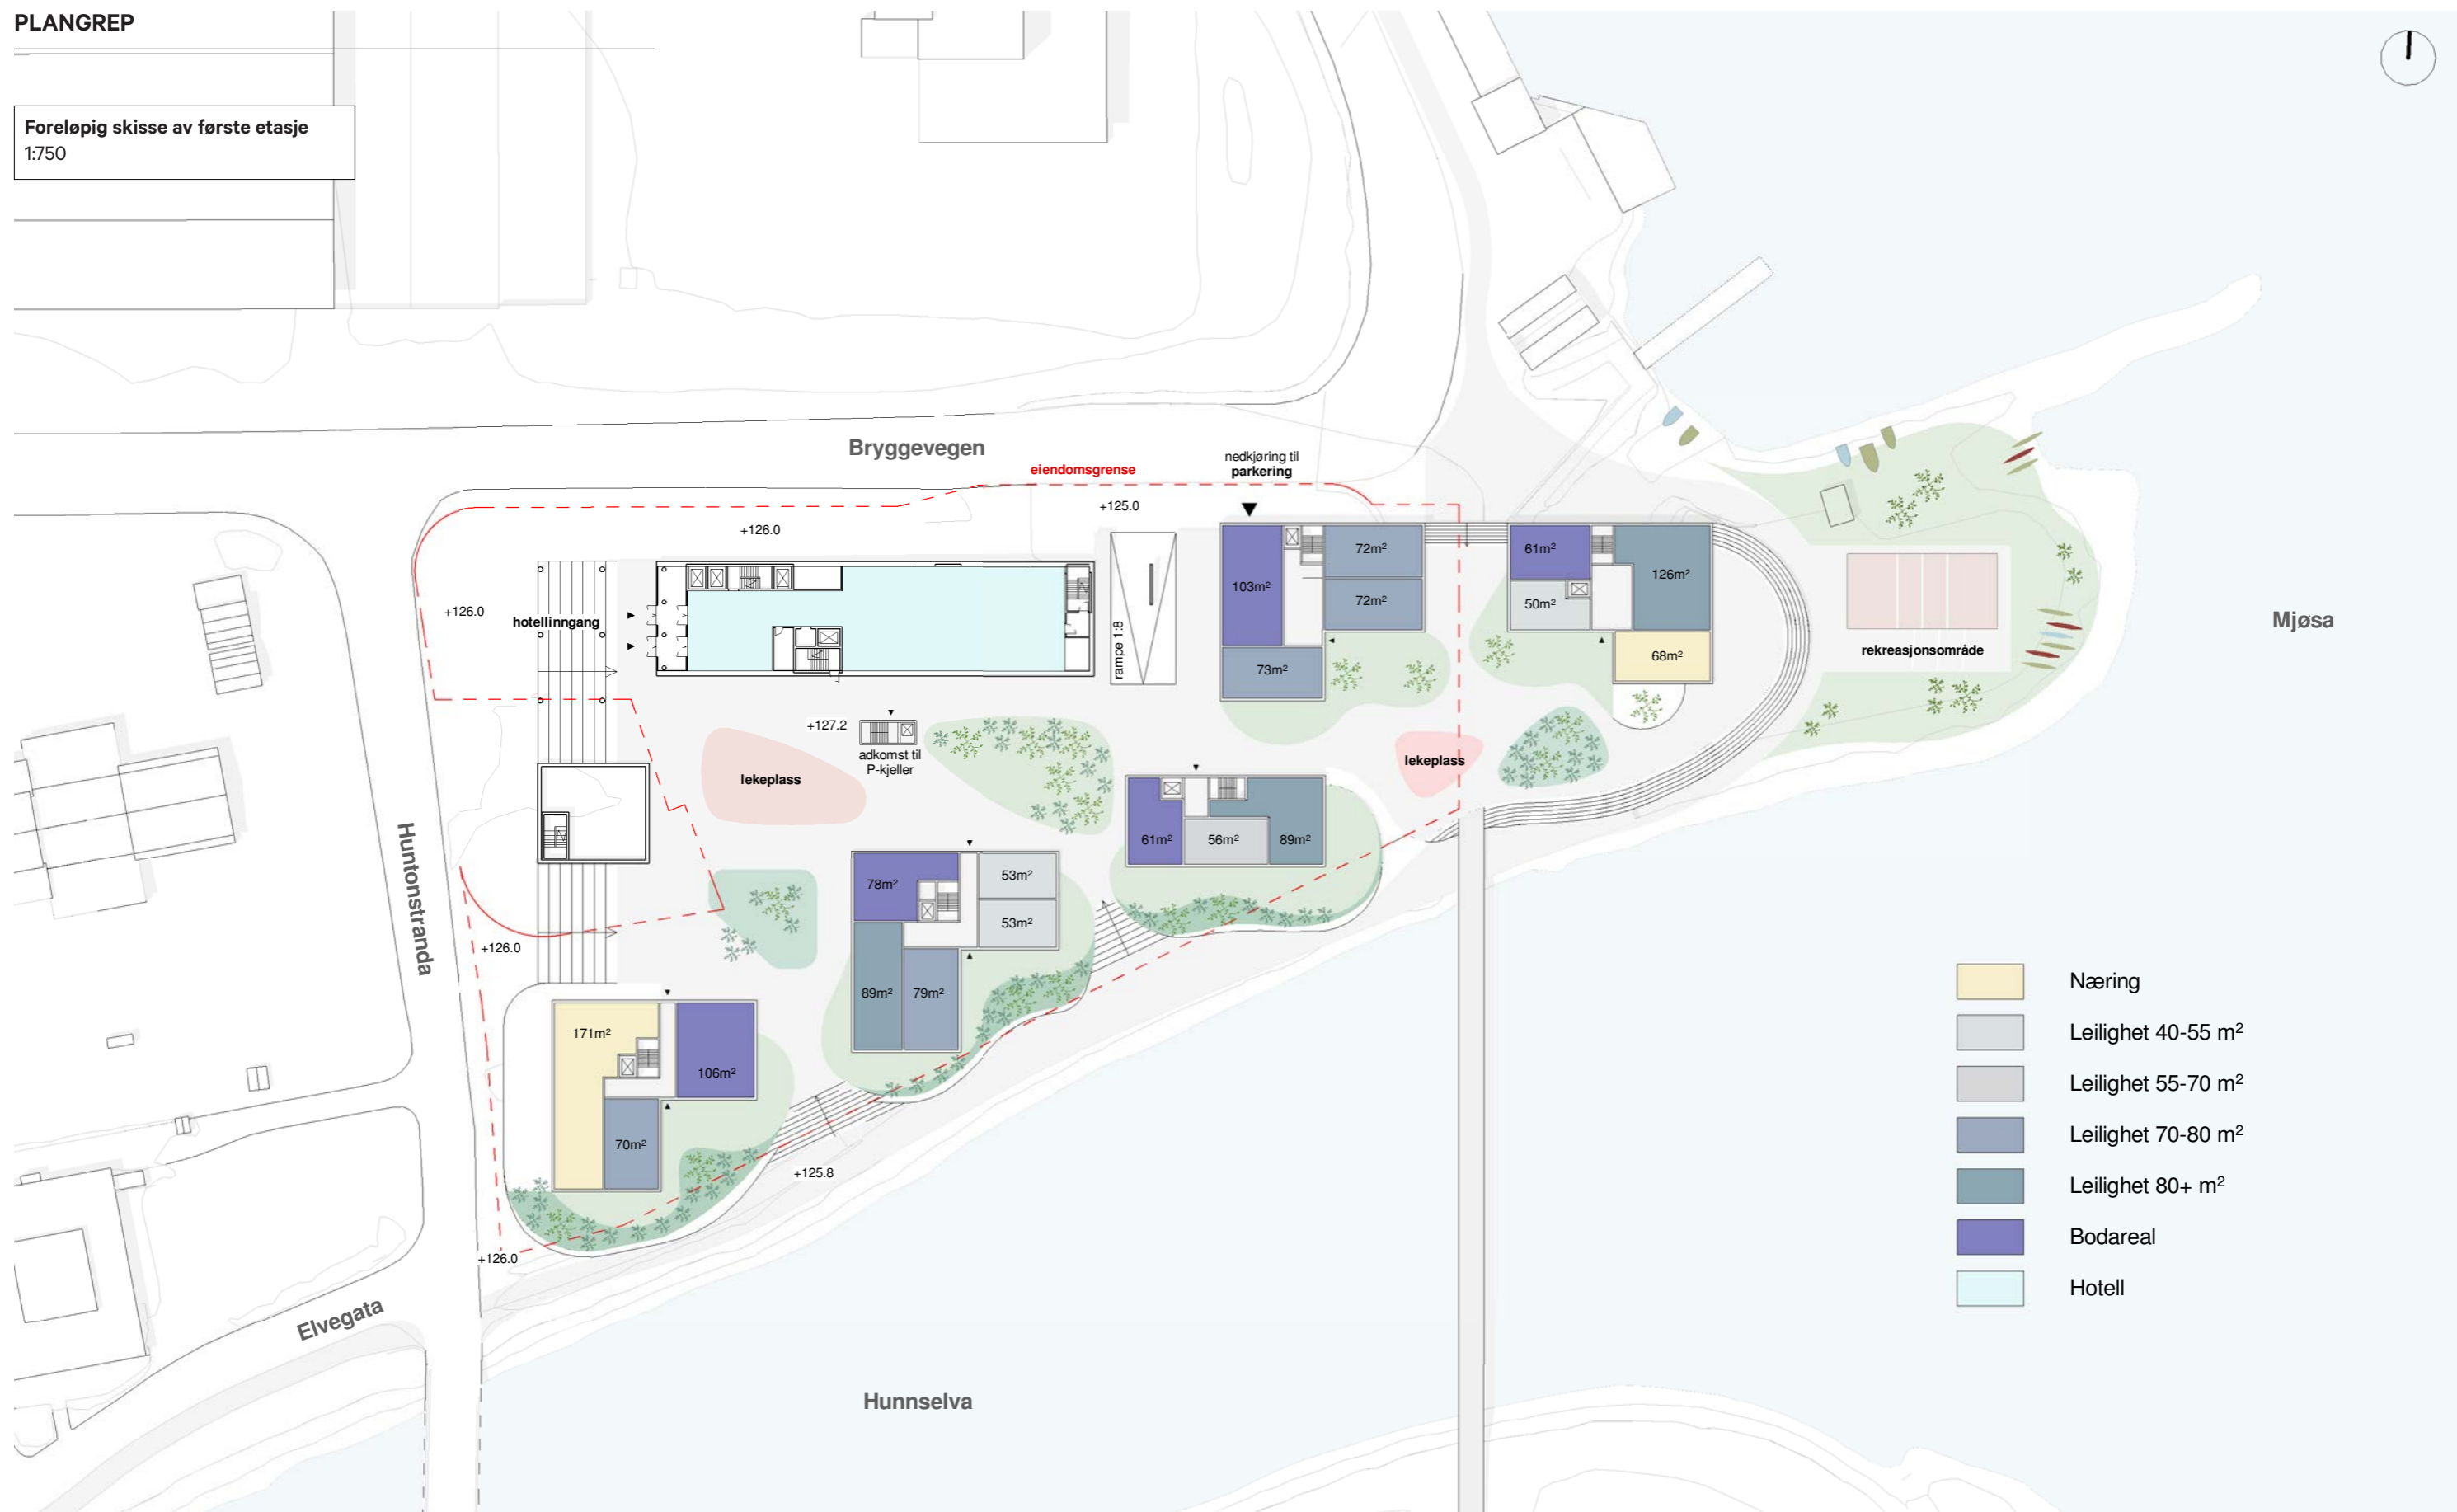 PLANGREP
Foreløpig skisse av første etasje
1:750
Bryggevegen
eiendomsgrense
nedkjøring til
parkering
+125.0
+126.0
72m²
61m²
126m²
103m²
72m²
50m²
+126.0
hotellinngang
rampe 1:8
Mjøsa
rekreasjonsområde
68m²
73m²
+127.2
adkomst til
P-kjeller
lekeplass
lekeplass
61m²
56m²
89m²
Huntonstranda
78m²
53m²
53m²
+126.0
89m²
79m²
171m²
106m²
70m²
+125.8
+126.0
Elvegata
Hunnselva
Næring
Leilighet 40-55 m²
Leilighet 55-70 m²
Leilighet 70-80 m²
Leilighet 80+ m²
Bodareal
Hotell